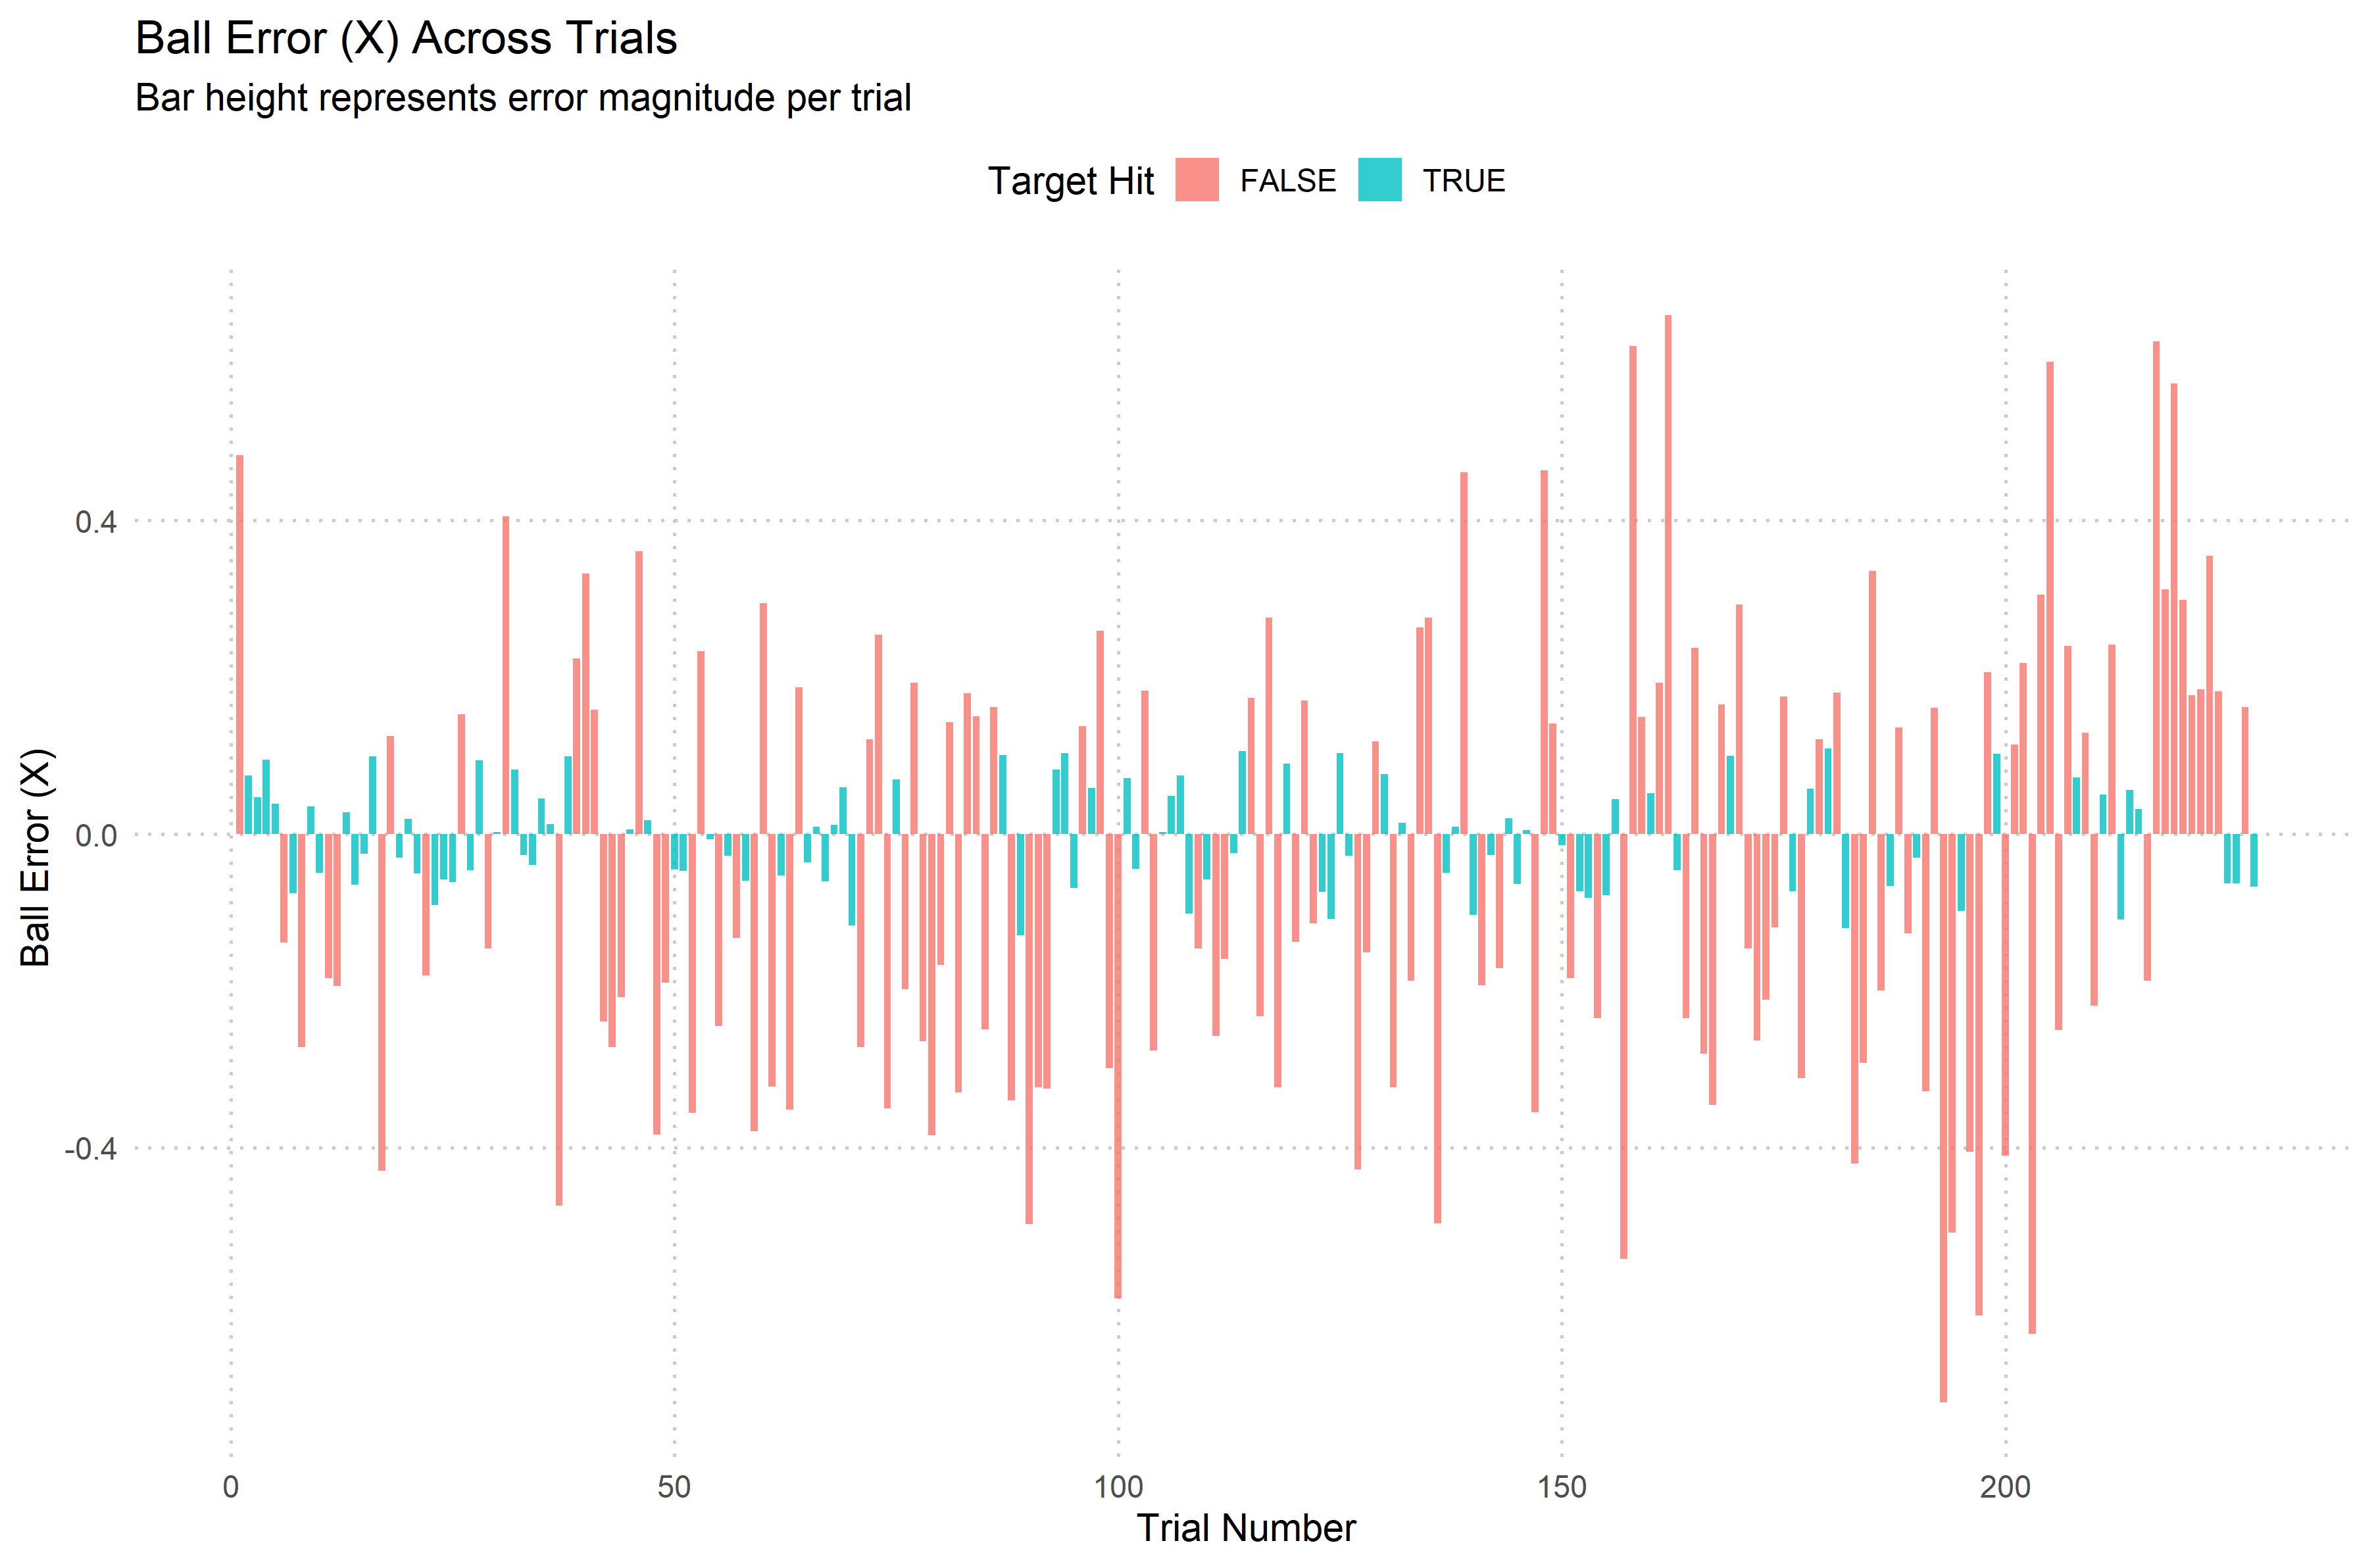 Ball Error (X) Across Trials
Bar height represents error magnitude per trial
Target Hit FALSE TRUE
Ball Error (X)
0.4
0.0
-0.4
0 50 100 150 200
Trial Number